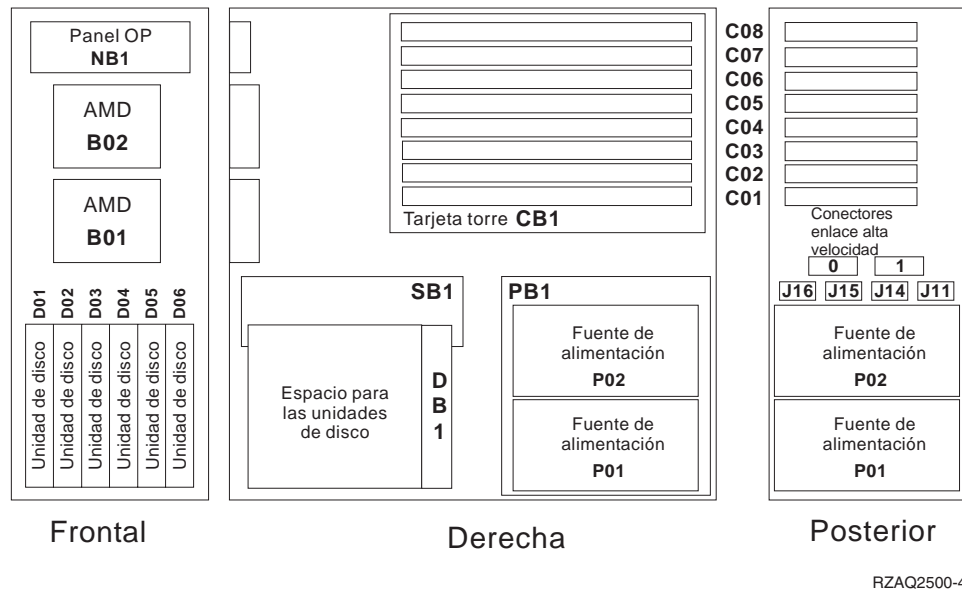 Panel OP
NB1
AMD
B02
AMD
B01
D01
D02
D03
D04
D05
D06
Unidad de disco
Unidad de disco
Unidad de disco
Unidad de disco
Unidad de disco
Unidad de disco
Frontal
Tarjeta torre CB1
SB1
Espacio para
las unidades
de disco
D
B
1
PB1
Fuente de
alimentación
P02
Fuente de
alimentación
P01
Derecha
C08
C07
C06
C05
C04
C03
C02
C01
Conectores
enlace alta
velocidad
0 1
J16 J15 J14 J11
Fuente de
alimentación
P02
Fuente de
alimentación
P01
Posterior
RZAQ2500-4